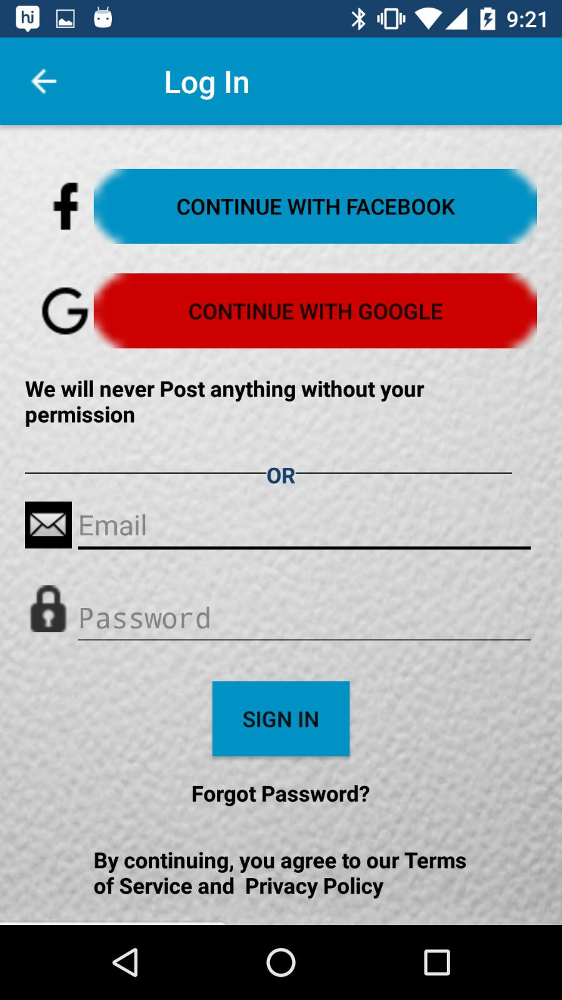 hi 9:21
Log In
CONTINUE WITH FACEBOOK
CONTINUE WITH GOOGLE
We will never Post anything without your
permission
OR
Email
Password
SIGN IN
Forgot Password?
By continuing, you agree to our Terms
of Service and  Privacy Policy